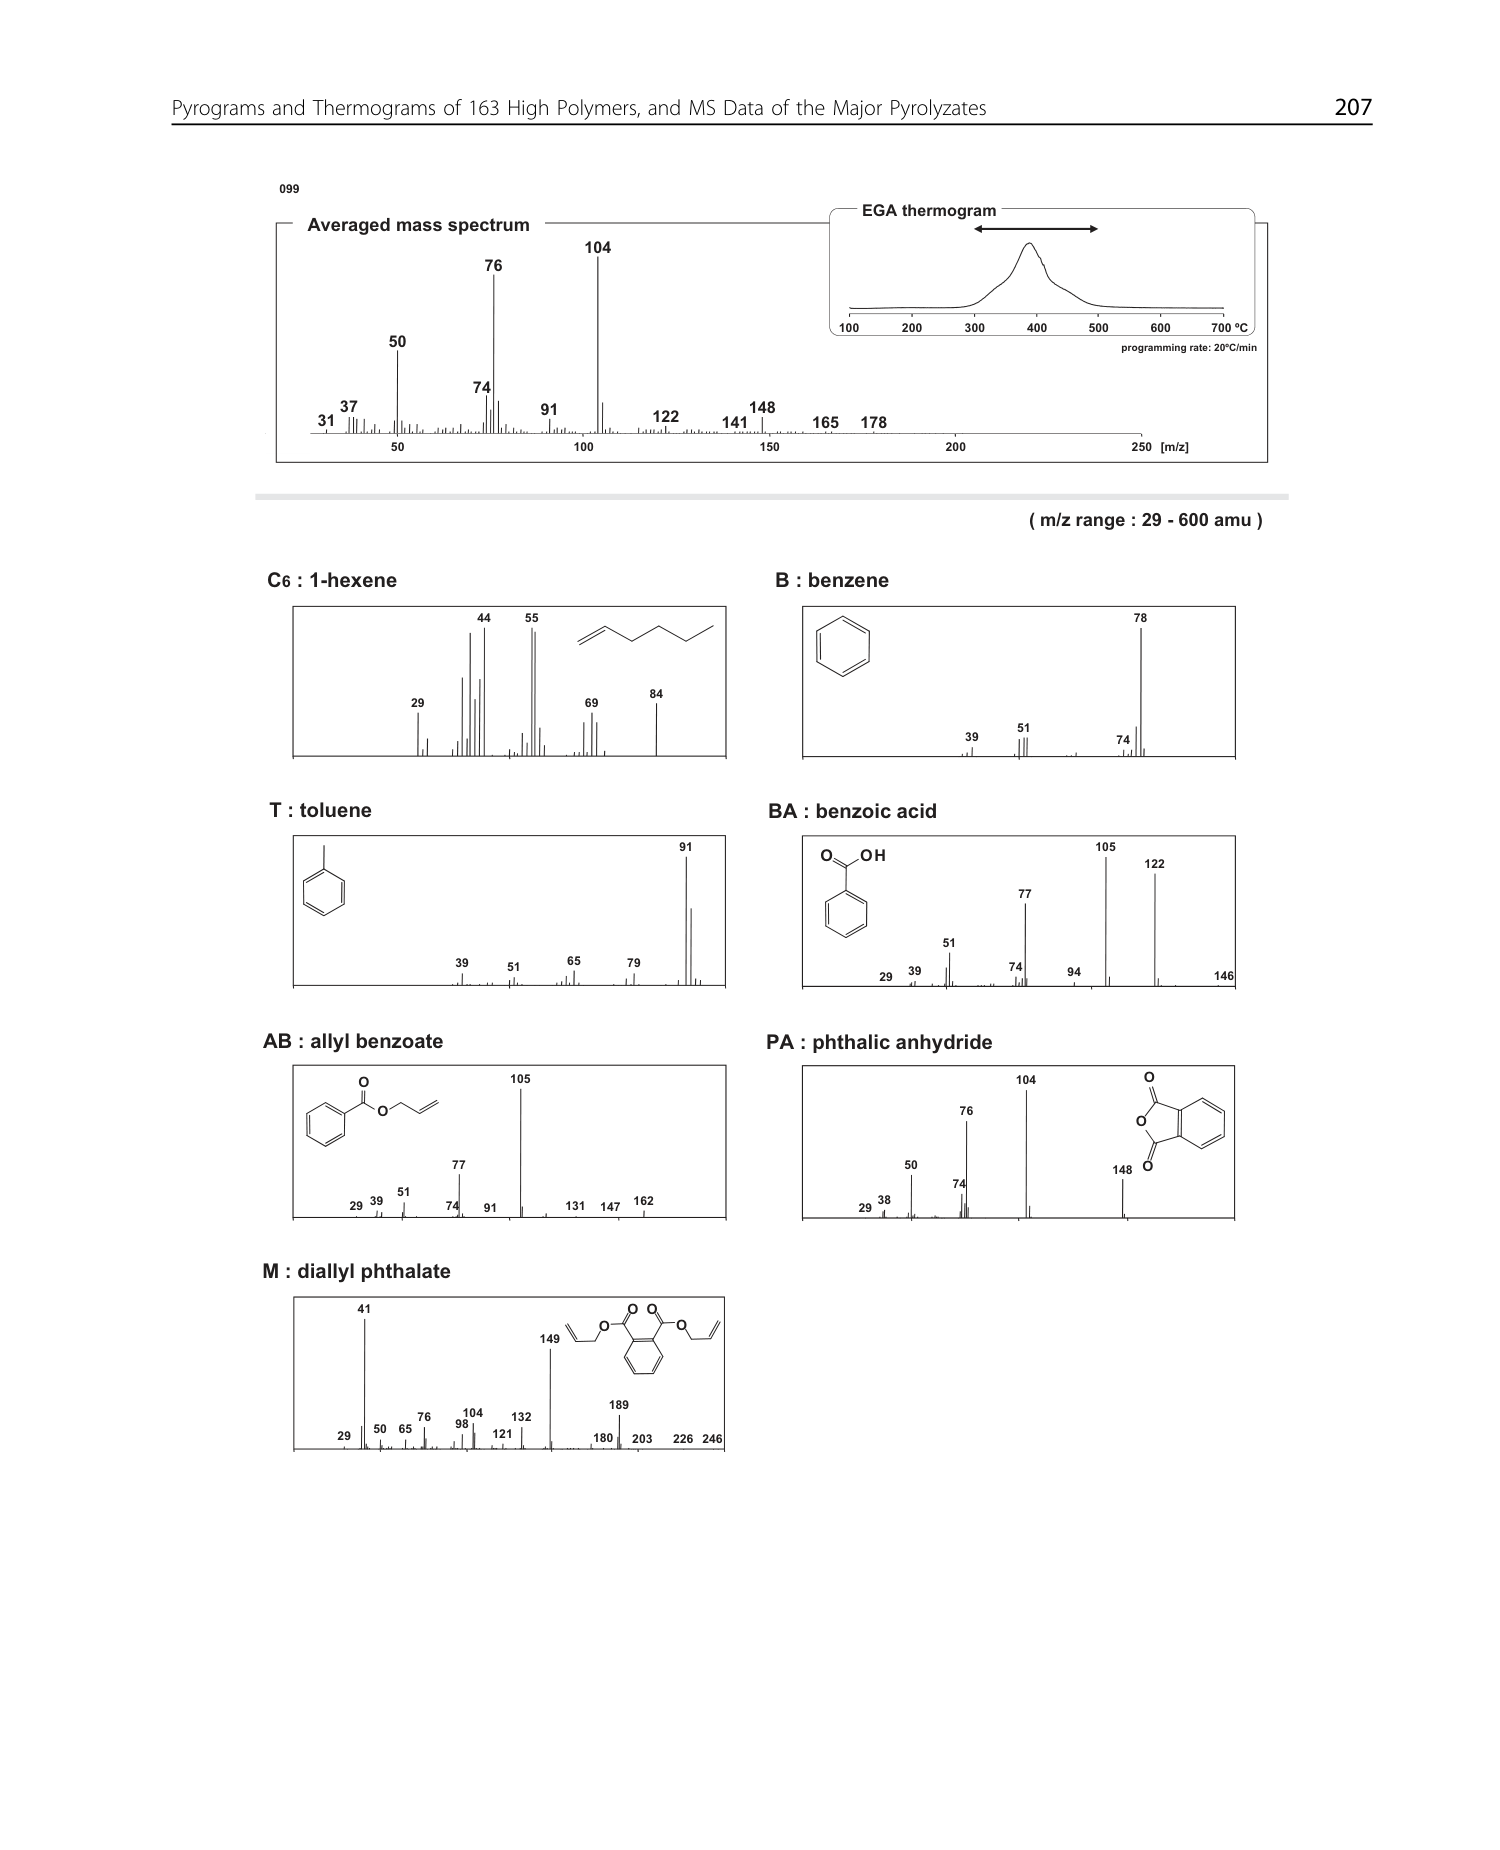 Pyrograms and Thermograms of 163 High Polymers, and MS Data of the Major Pyrolyzates 207
099
Averaged mass spectrum
EGA thermogram
104
76
50
74
37
31
91
122
141
148
165
178
100 200 300 400 500 600 700 ºC
programming rate: 20ºC/min
50 100 150 200 250 [m/z]
( m/z range : 29 - 600 amu )
C6 : 1-hexene
44 55
29 69 84
B : benzene
78
39 51 74
T : toluene
91
39 51 65 79
BA : benzoic acid
O OH
105
122
77
51
29 39 74 94 146
AB : allyl benzoate
O
O
105
77
29 39 51 74 91 131 147 162
PA : phthalic anhydride
O
O
O
104
76
50
148
74
29 38
M : diallyl phthalate
O O
O O
41
149
189
29 50 65 76 98 104 121 132 180 203 226 246